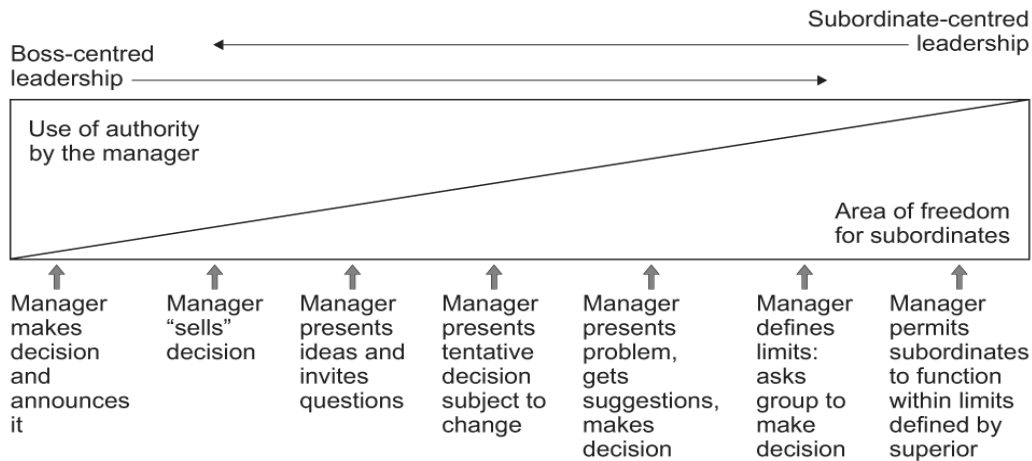 Subordinate-centred
leadership
Boss-centred
leadership
Use of authority
by the manager
Area of freedom
for subordinates
Manager
makes
decision
and
announces
it
Manager
“sells”
decision
Manager
presents
ideas and
invites
questions
Manager
presents
tentative
decision
subject to
change
Manager
presents
problem,
gets
suggestions,
makes
decision
Manager
defines
limits:
asks
group to
make
decision
Manager
permits
subordinates
to function
within limits
defined by
superior